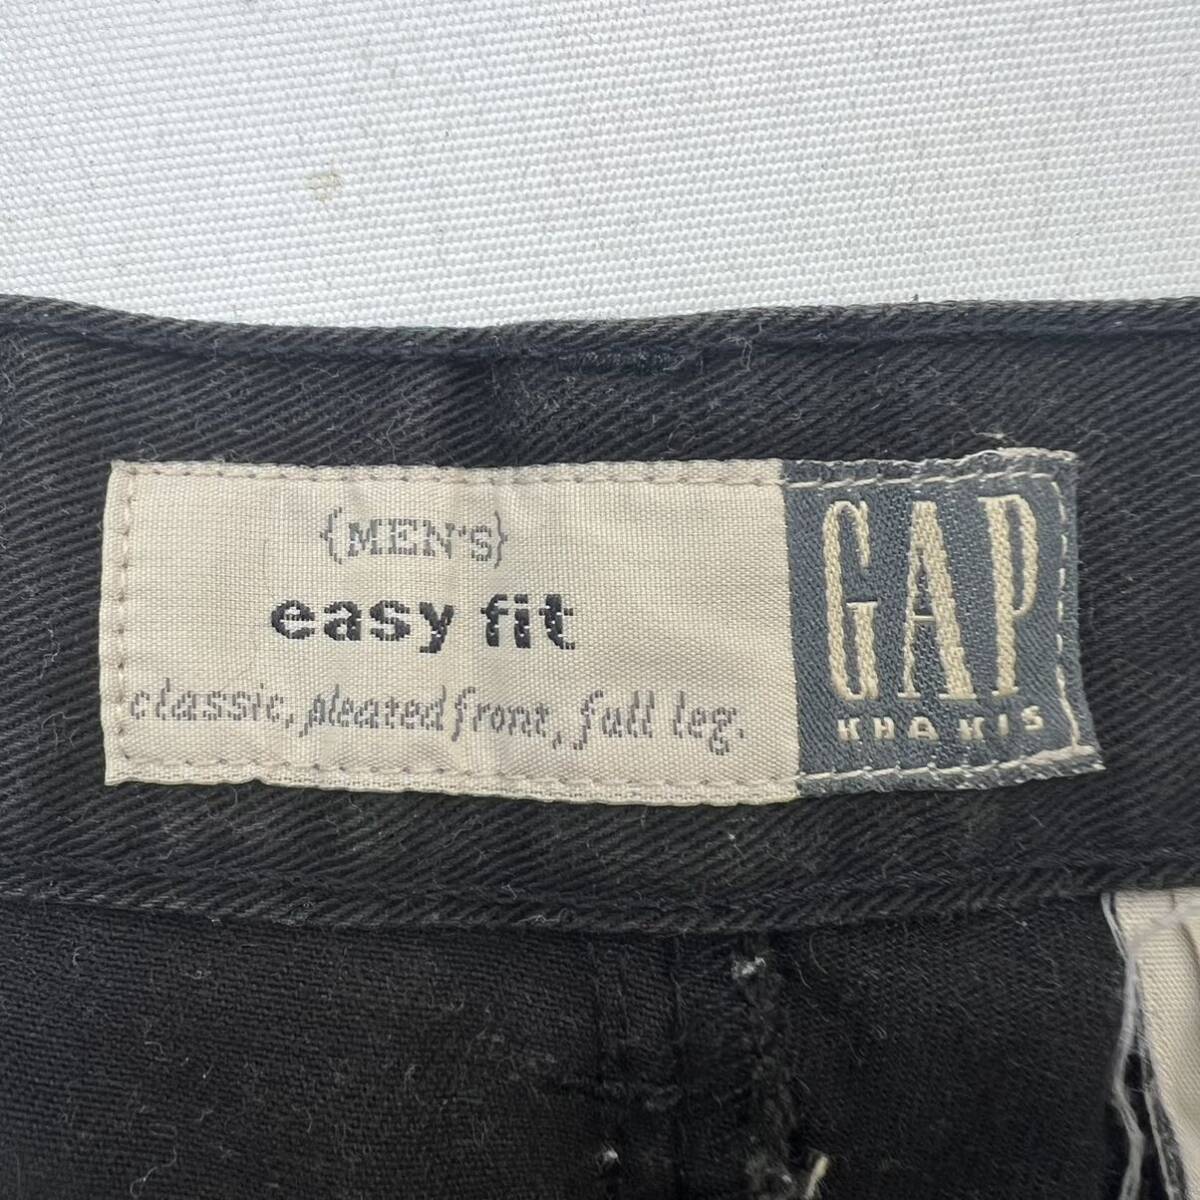 {MEN's}
easy fit
classic, pleated front, full leg.
GAP
KHAKIS